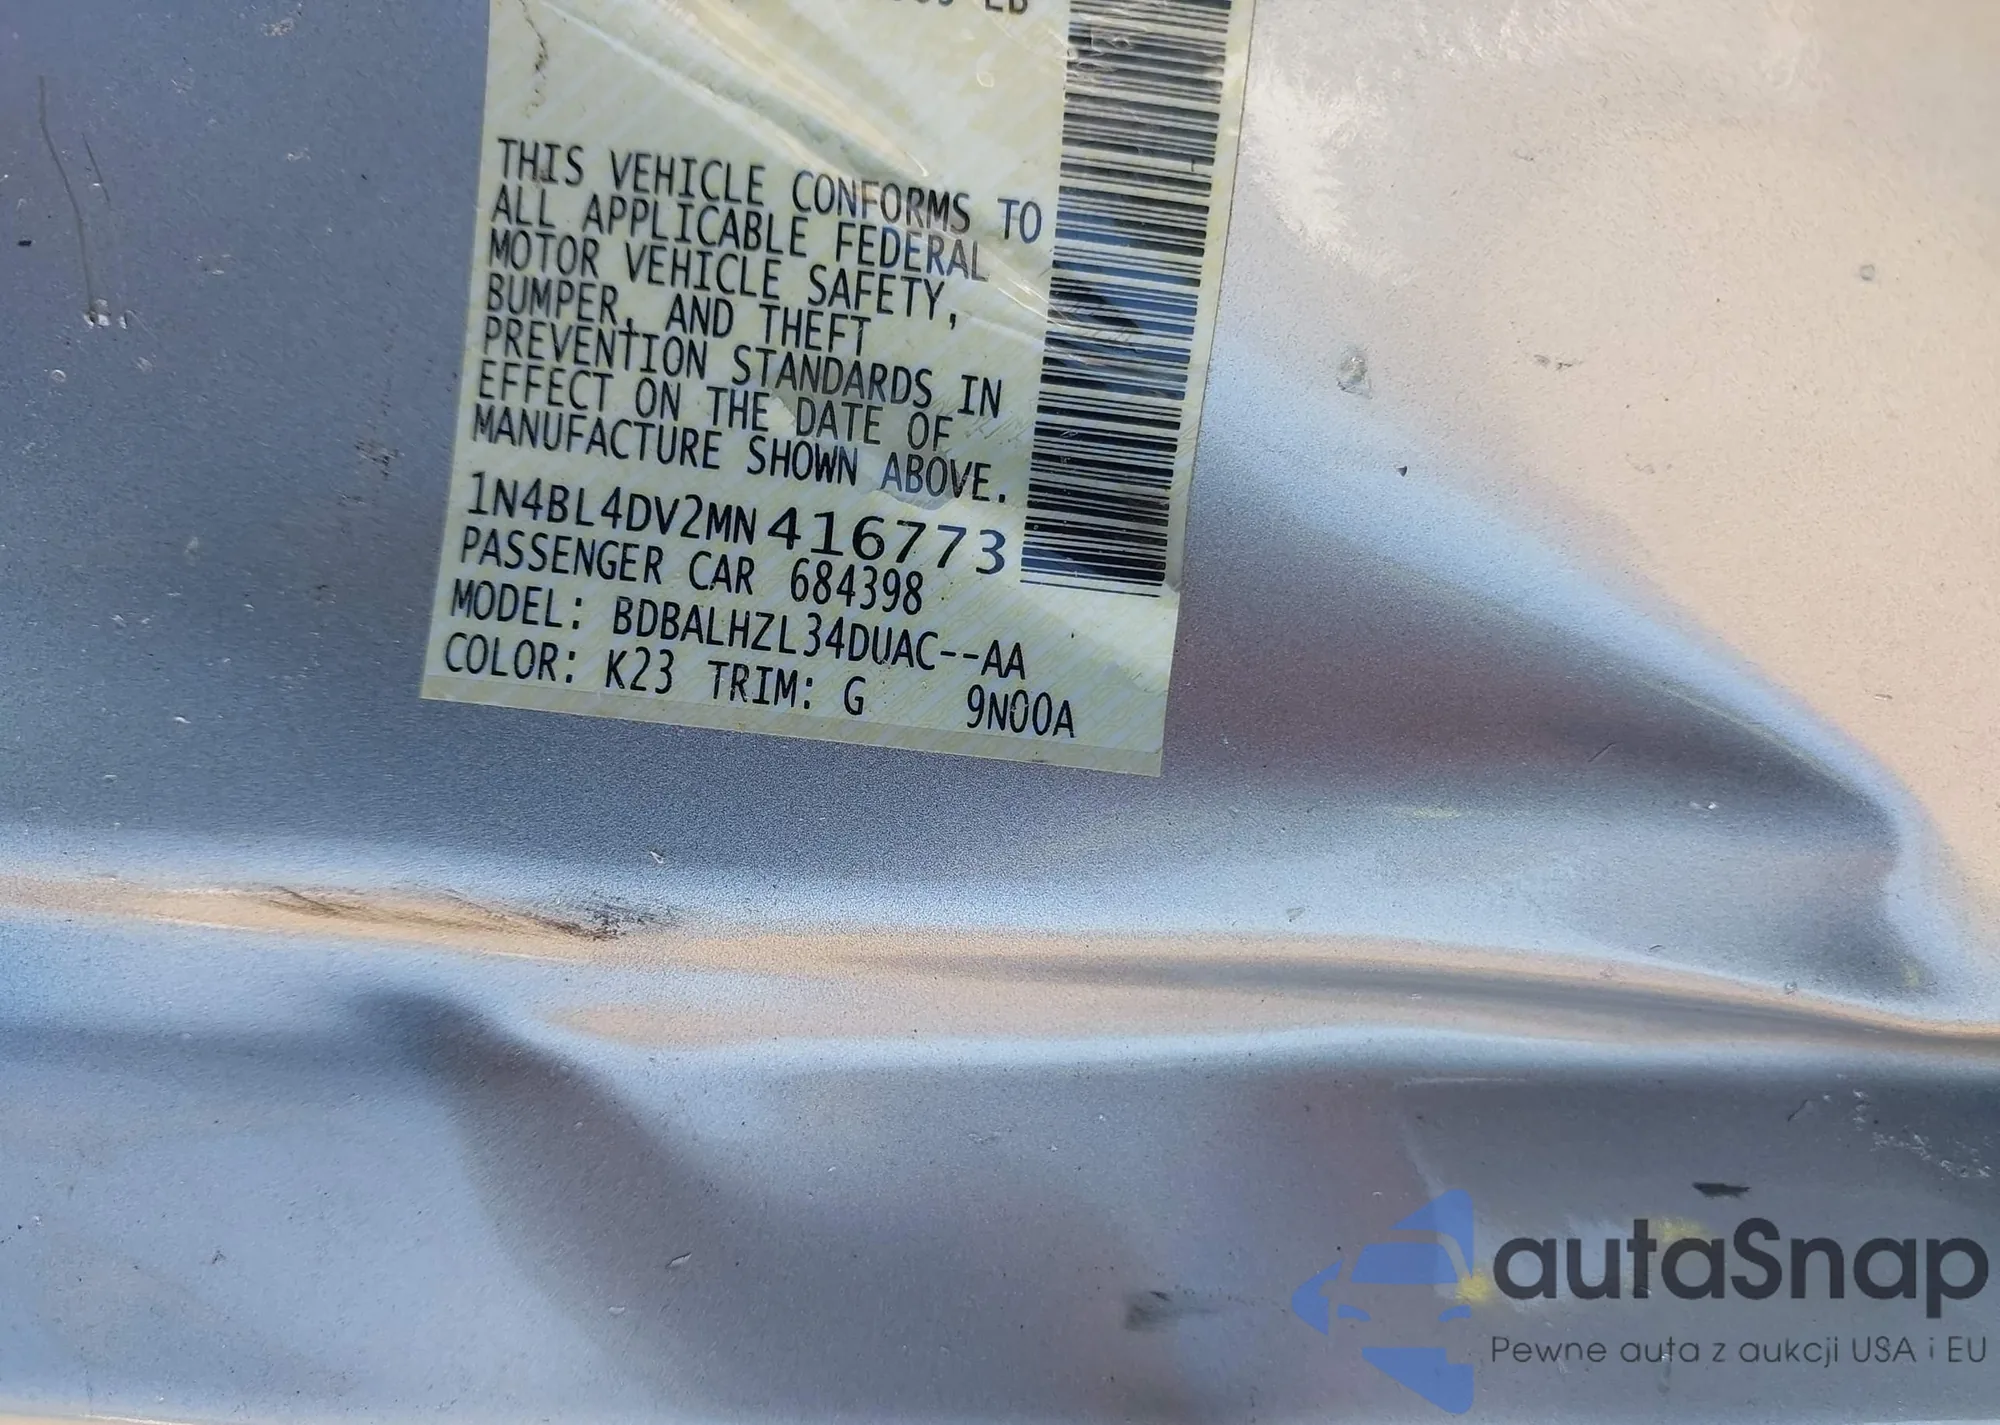 THIS VEHICLE CONFORMS TO
ALL APPLICABLE FEDERAL
MOTOR VEHICLE SAFETY,
BUMPER, AND THEFT
PREVENTION STANDARDS IN
EFFECT ON THE DATE OF
MANUFACTURE SHOWN ABOVE.
1N4BL4DV2MN416773
PASSENGER CAR 684398
MODEL: BDBALHZL34DUAC--AA
COLOR: K23 TRIM: G 9N00A
autaSnap
Pewne auta z aukcji USA i EU